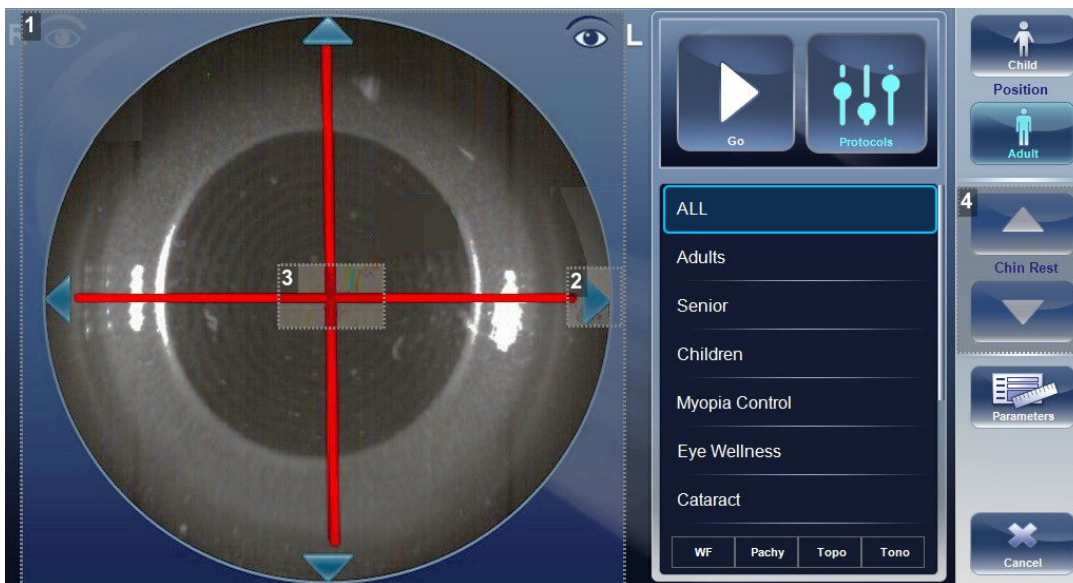 1
R
L
3
2
Go
Protocols
ALL
Adults
Senior
Children
Myopia Control
Eye Wellness
Cataract
WF
Pachy
Topo
Tono
Child
Position
Adult
4
Chin Rest
Parameters
Cancel